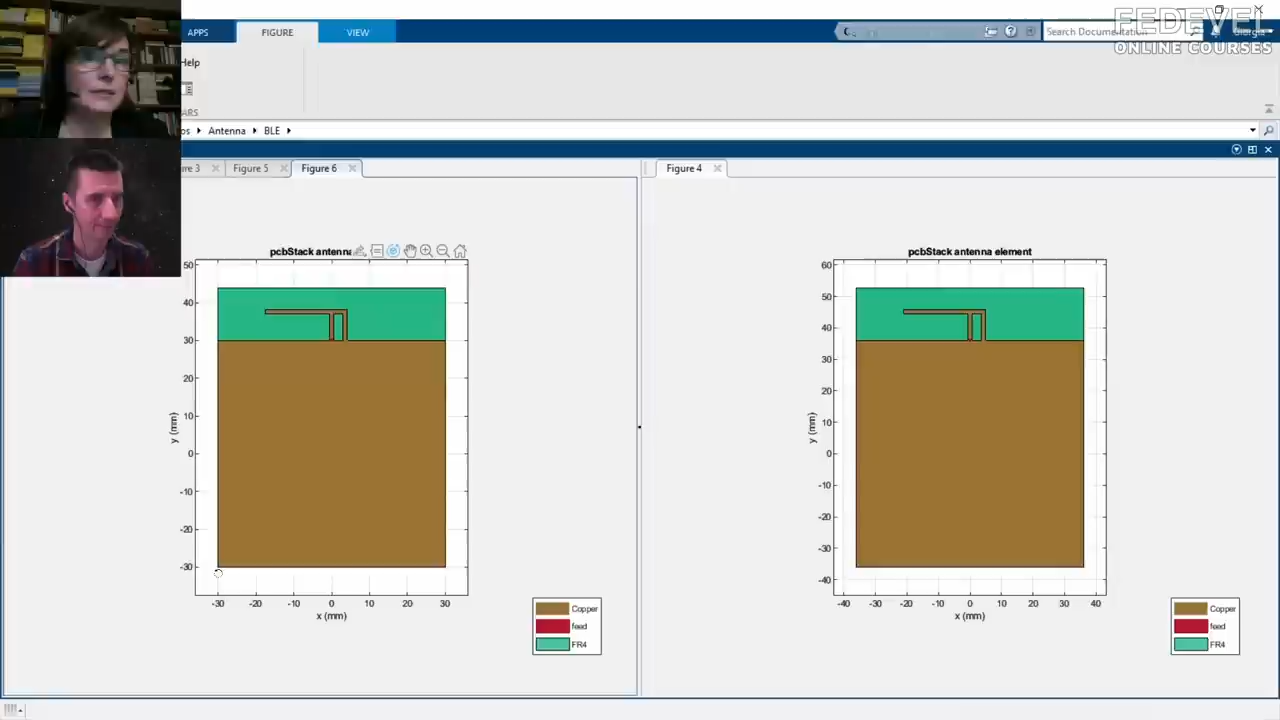 FEDEVEL
ONLINE COURSES
APPS
FIGURE
VIEW
Search Documentation
Help
Antenna
BLE
Figure 5
Figure 6
Figure 4
pcbStack antenna
50
40
30
20
10
0
-10
-20
-30
y (mm)
-30 -20 -10 0 10 20 30
x (mm)
Copper
feed
FR4
pcbStack antenna element
60
50
40
30
20
10
0
-10
-20
-30
-40
y (mm)
-40 -30 -20 -10 0 10 20 30 40
x (mm)
Copper
feed
FR4